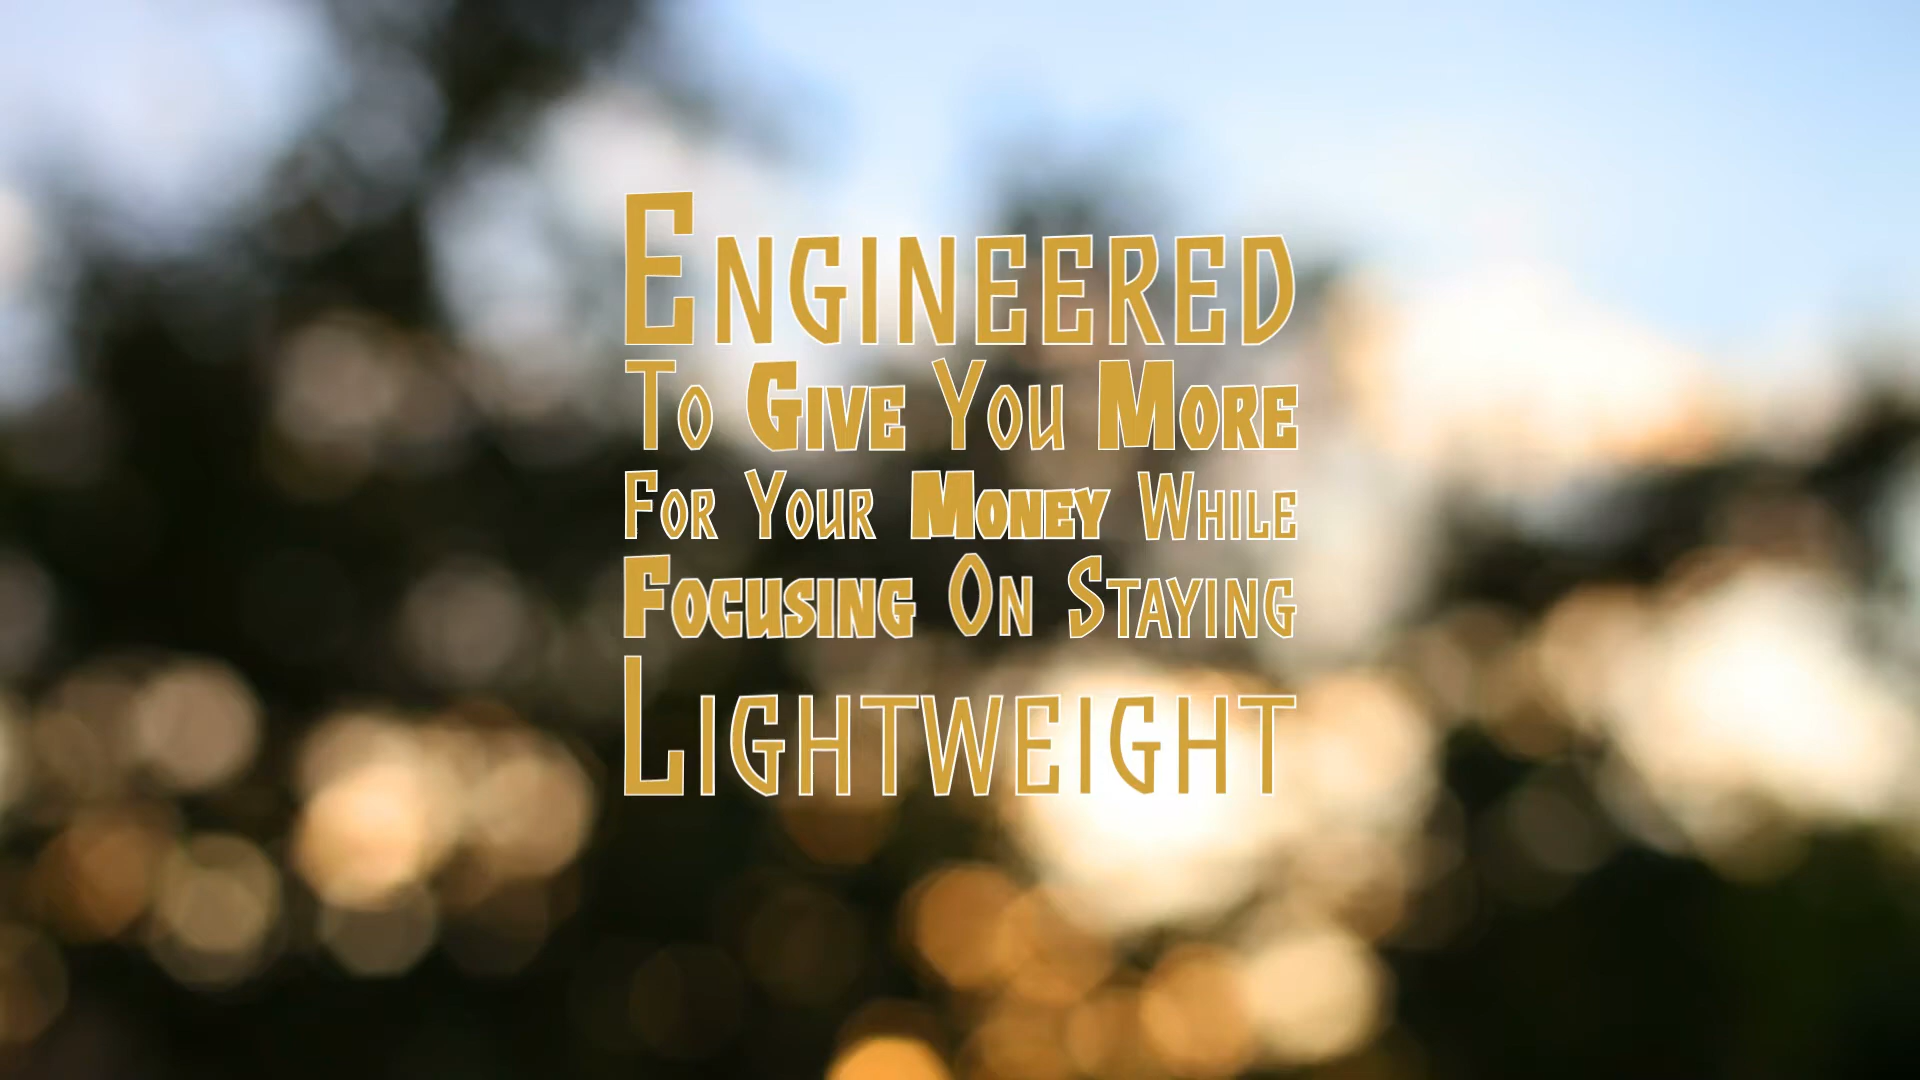 Engineered
To Give You More
For Your Money While
Focusing On Staying
Lightweight